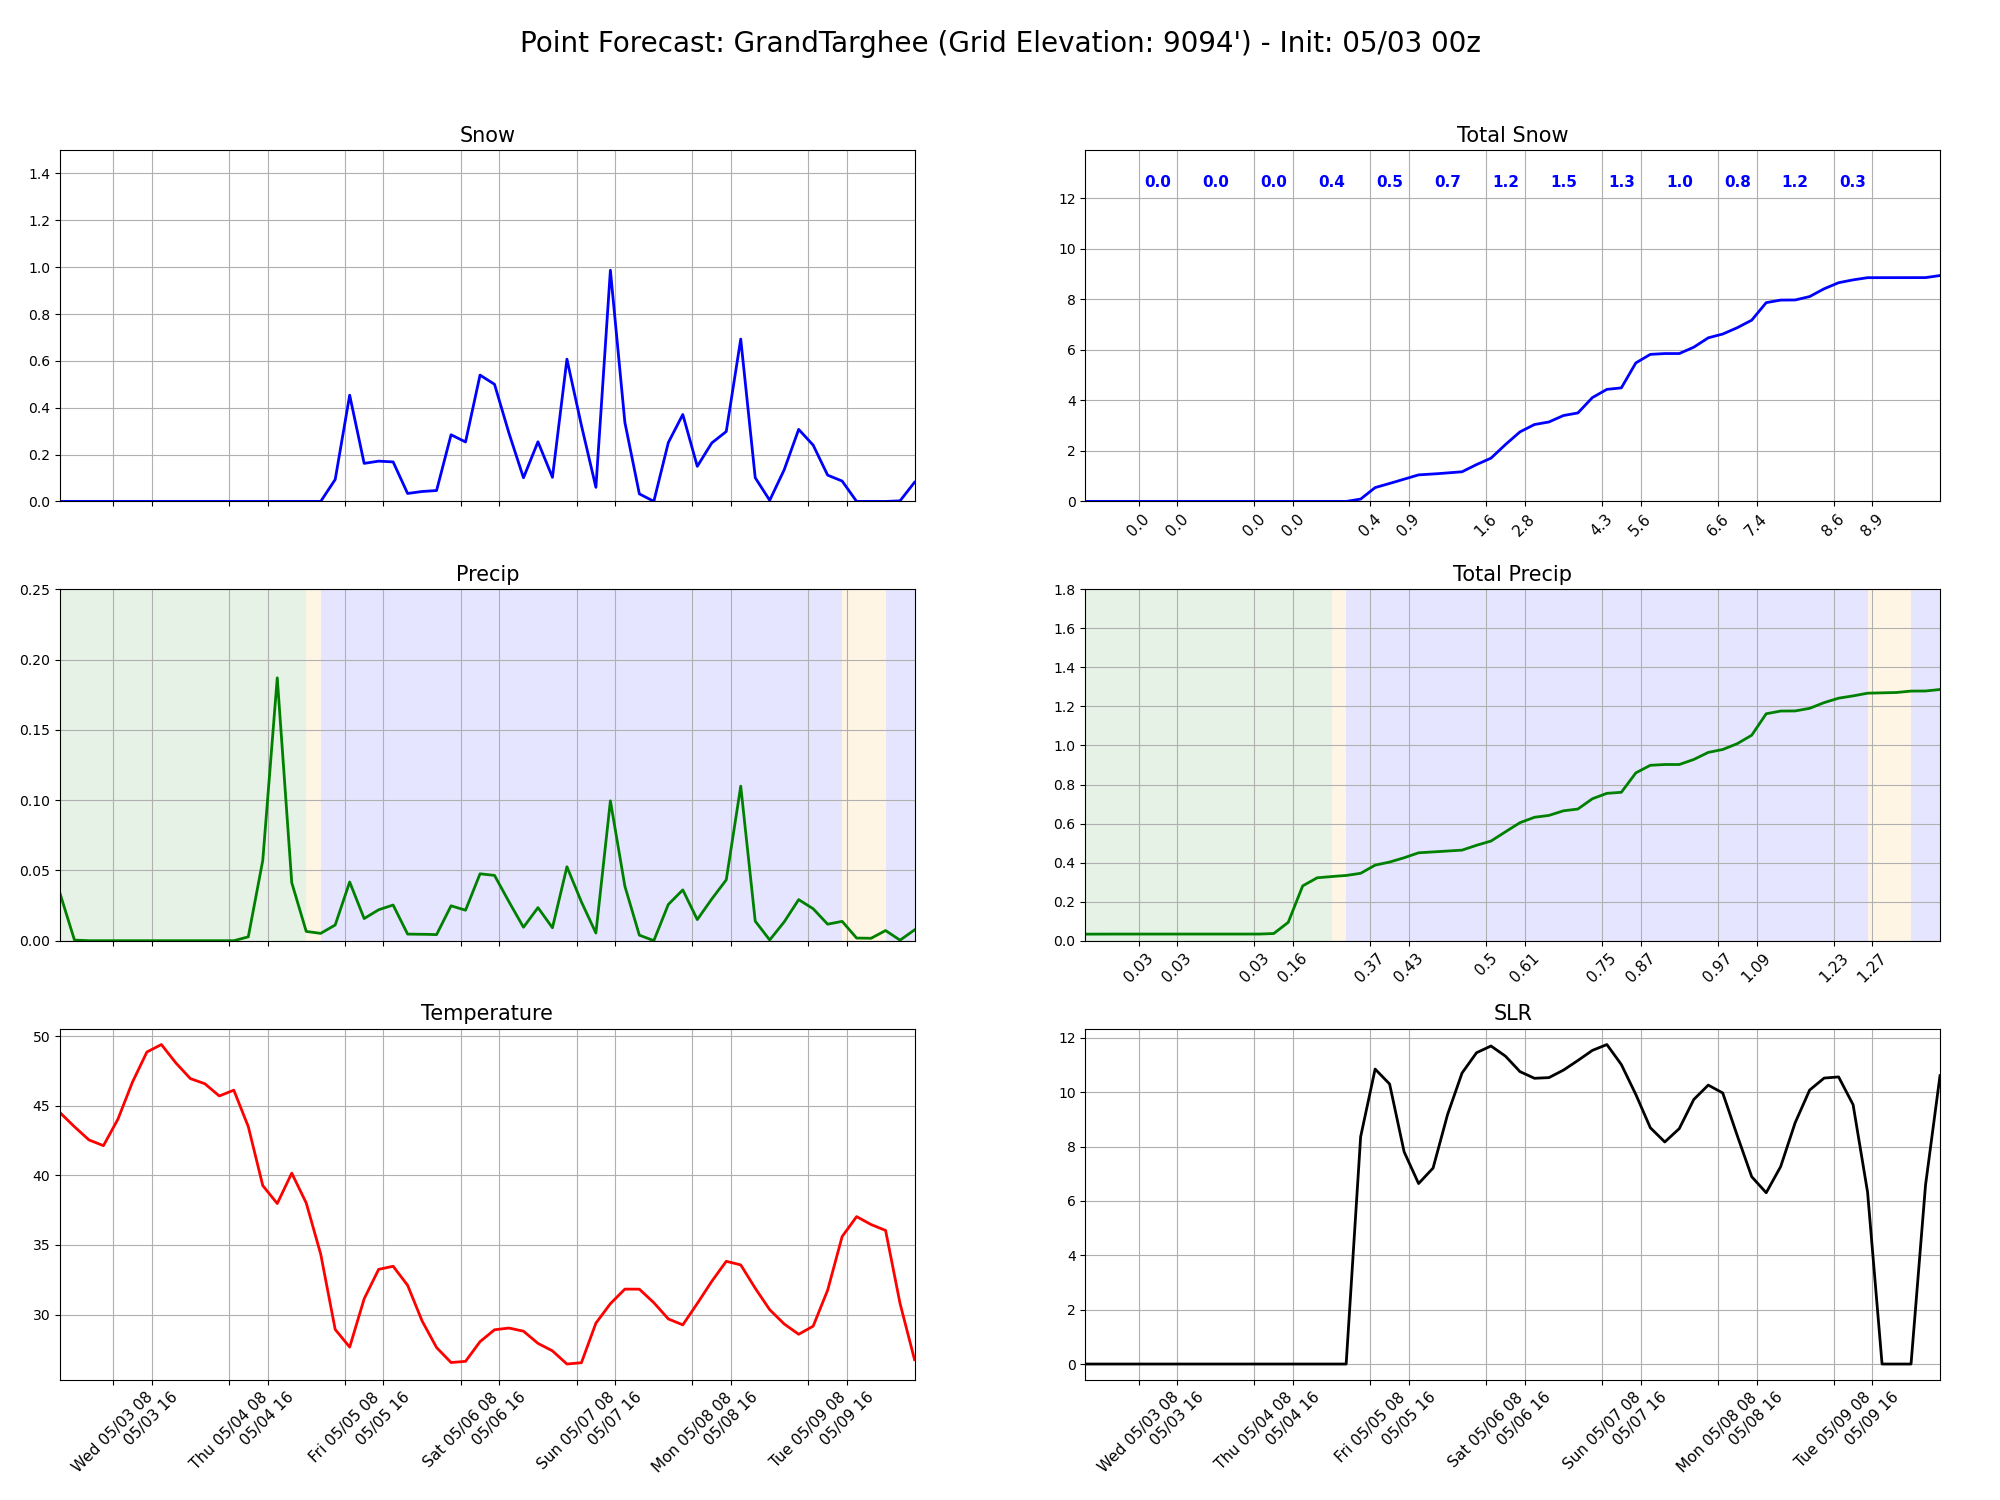 Point Forecast: GrandTarghee (Grid Elevation: 9094') - Init: 05/03 00z
Snow
1.4
1.2
1.0
0.8
0.6
0.4
0.2
0.0
Total Snow
0.0 0.0 0.0 0.4 0.5 0.7 1.2 1.5 1.3 1.0 0.8 1.2 0.3
12
10
8
6
4
2
0
0.0 0.0 0.0 0.0 0.4 0.9 1.6 2.8 4.3 5.6 6.6 7.4 8.6 8.9
Precip
0.25
0.20
0.15
0.10
0.05
0.00
Total Precip
1.8
1.6
1.4
1.2
1.0
0.8
0.6
0.4
0.2
0.0
0.03 0.03 0.03 0.16 0.37 0.43 0.5 0.61 0.75 0.87 0.97 1.09 1.23 1.27
Temperature
50
45
40
35
30
Wed 05/03 08
05/03 16
Thu 05/04 08
05/04 16
Fri 05/05 08
05/05 16
Sat 05/06 08
05/06 16
Sun 05/07 08
05/07 16
Mon 05/08 08
05/08 16
Tue 05/09 08
05/09 16
SLR
12
10
8
6
4
2
0
Wed 05/03 08
05/03 16
Thu 05/04 08
05/04 16
Fri 05/05 08
05/05 16
Sat 05/06 08
05/06 16
Sun 05/07 08
05/07 16
Mon 05/08 08
05/08 16
Tue 05/09 08
05/09 16